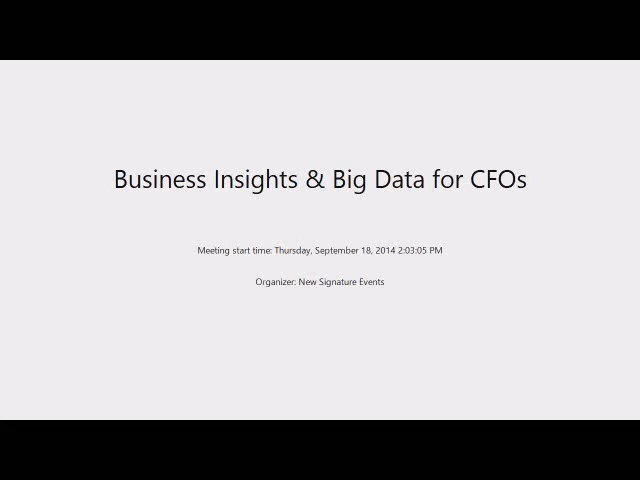 Business Insights & Big Data for CFOs
Meeting start time: Thursday, September 18, 2014 2:03:05 PM
Organizer: New Signature Events